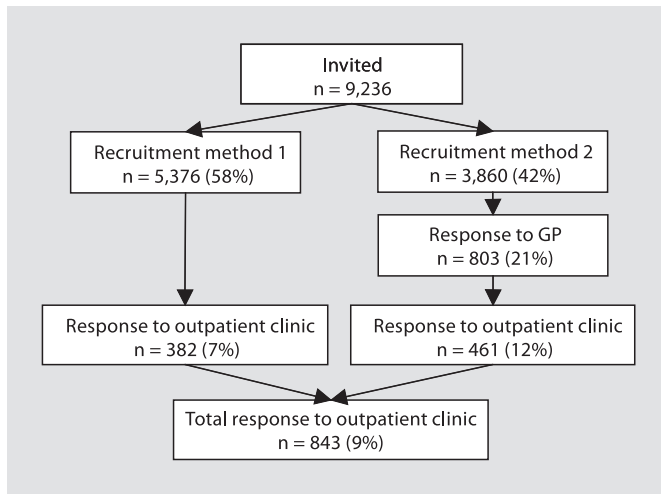 Invited
n = 9,236
Recruitment method 1
n = 5,376 (58%)
Recruitment method 2
n = 3,860 (42%)
Response to GP
n = 803 (21%)
Response to outpatient clinic
n = 382 (7%)
Response to outpatient clinic
n = 461 (12%)
Total response to outpatient clinic
n = 843 (9%)